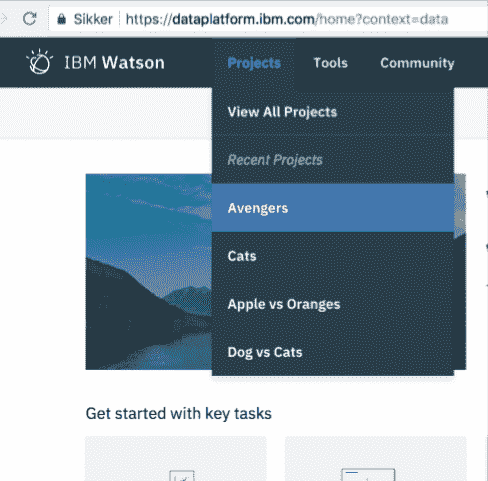 Sikker https://dataplatform.ibm.com/home?context=data
IBM Watson Projects Tools Community
View All Projects
Recent Projects
Avengers
Cats
Apple vs Oranges
Dog vs Cats
Get started with key tasks